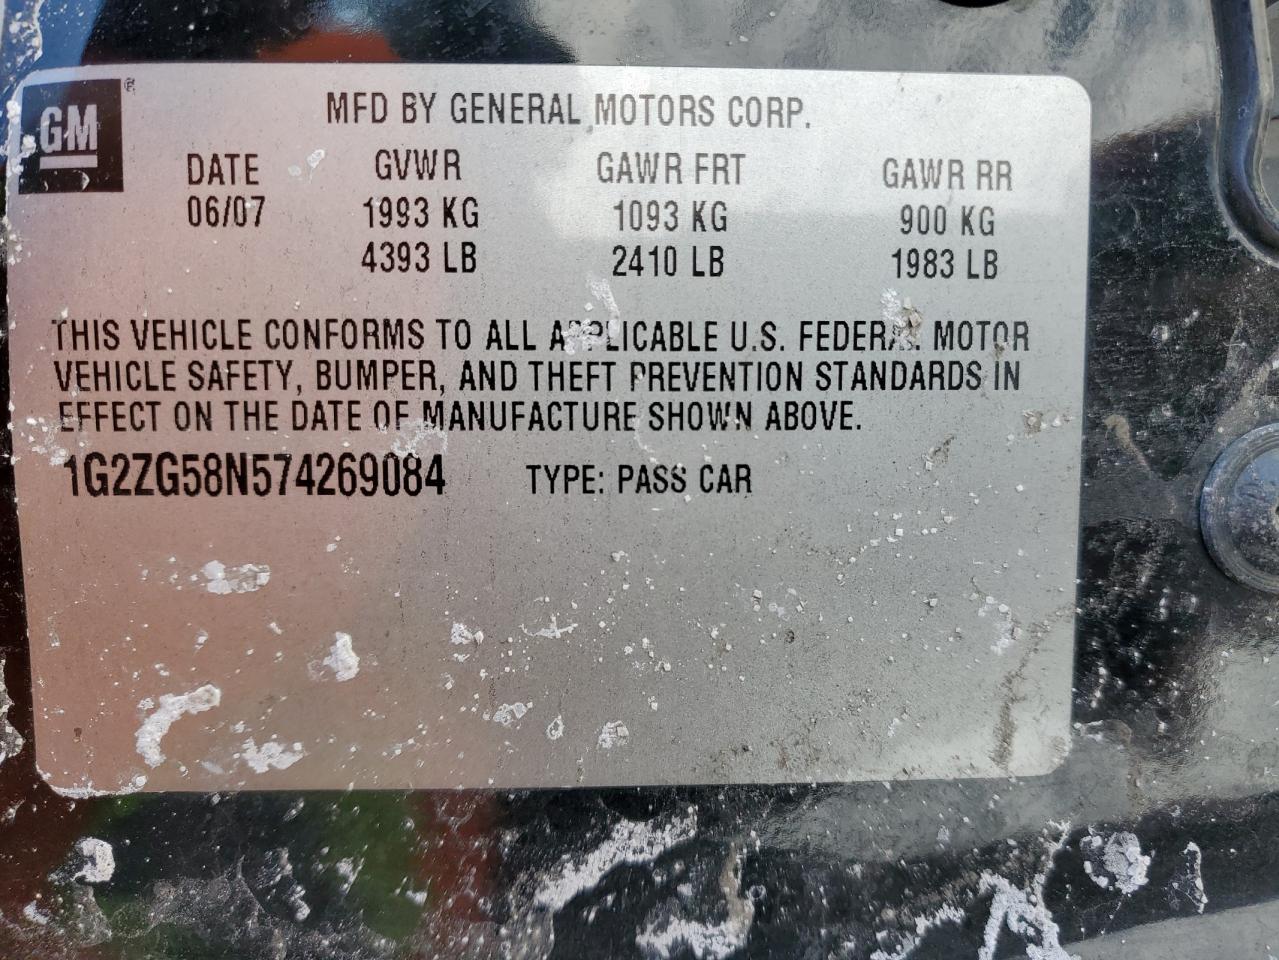 GM
MFD BY GENERAL MOTORS CORP.
DATE GVWR GAWR FRT GAWR RR
06/07 1993 KG 1093 KG 900 KG
4393 LB 2410 LB 1983 LB
THIS VEHICLE CONFORMS TO ALL APPLICABLE U.S. FEDERAL MOTOR
VEHICLE SAFETY, BUMPER, AND THEFT PREVENTION STANDARDS IN
EFFECT ON THE DATE OF MANUFACTURE SHOWN ABOVE.
1G2ZG58N574269084 TYPE: PASS CAR